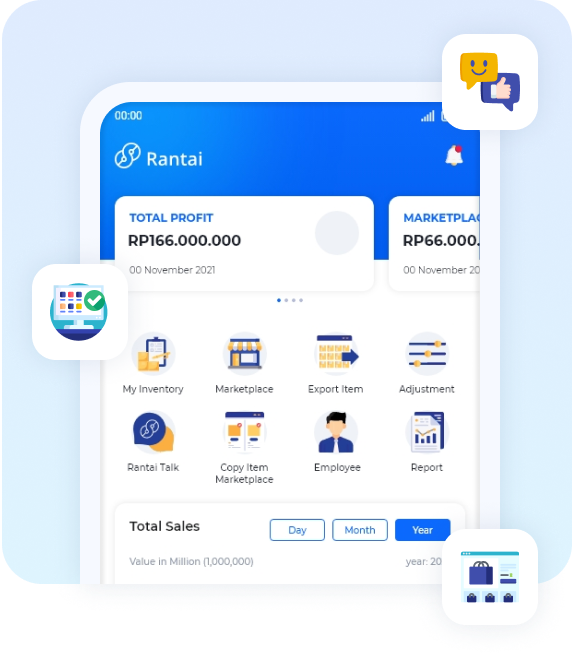 00:00
Rantai
TOTAL PROFIT
RP166.000.000
00 November 2021
MARKETPLAC
RP66.000.
00 November 20
My Inventory
Marketplace
Export Item
Adjustment
Rantai Talk
Copy Item
Marketplace
Employee
Report
Total Sales
Day
Month
Year
Value in Million (1,000,000)
year: 20